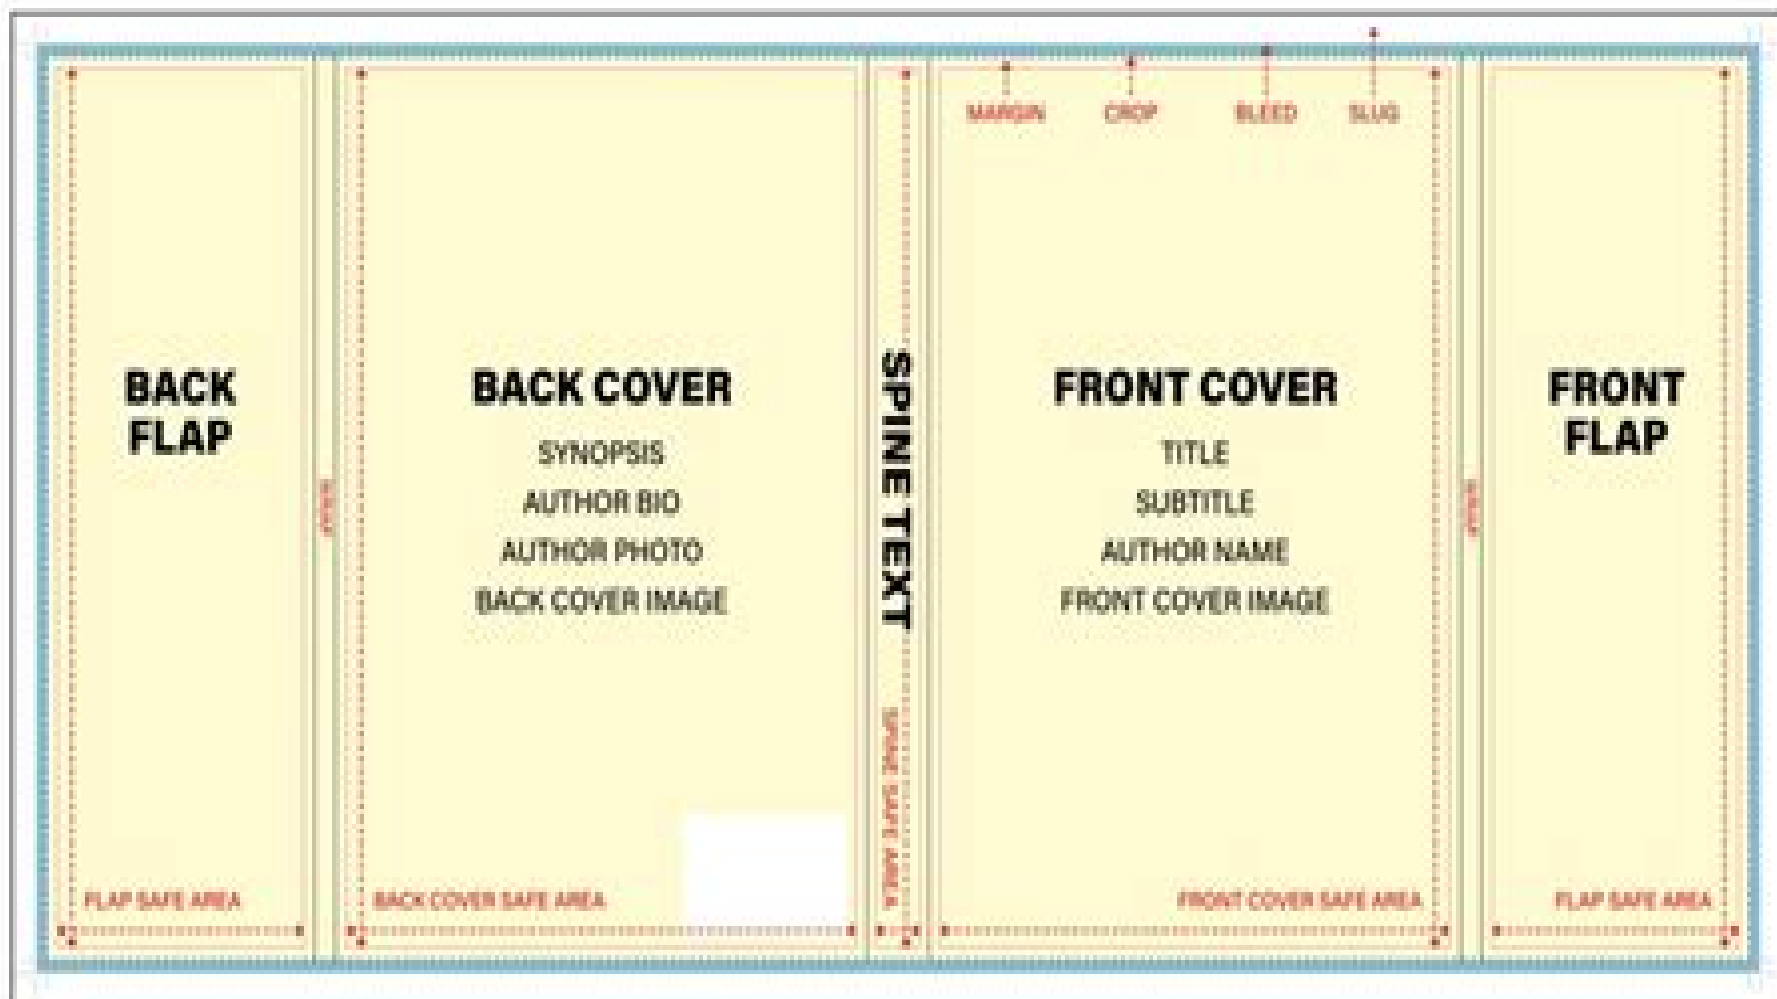 MARGIN
CROP
BLEED
SLUG
BACK
FLAP
BACK COVER
SYNOPSIS
AUTHOR BIO
AUTHOR PHOTO
BACK COVER IMAGE
SPINE TEXT
FRONT COVER
TITLE
SUBTITLE
AUTHOR NAME
FRONT COVER IMAGE
FRONT
FLAP
FLAP SAFE AREA
BACK COVER SAFE AREA
SPINE SAFE AREA
FRONT COVER SAFE AREA
FLAP SAFE AREA